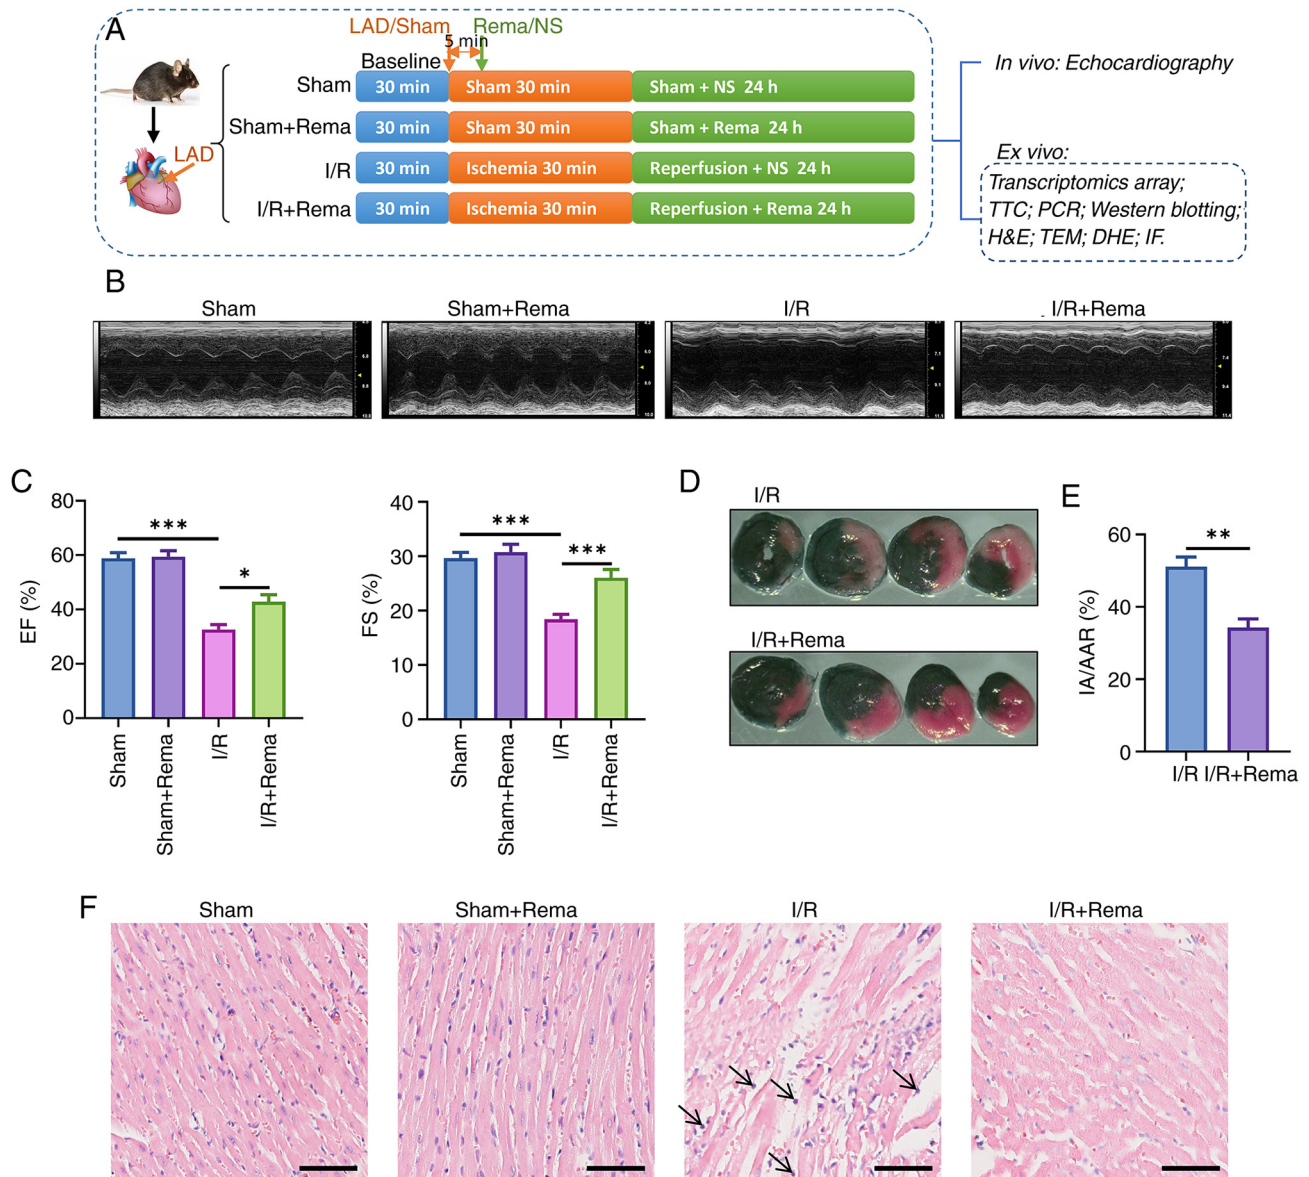 A
LAD/Sham Rema/NS
5 min
Baseline
Sham 30 min Sham 30 min Sham + NS 24 h
Sham+Rema 30 min Sham 30 min Sham + Rema 24 h
I/R 30 min Ischemia 30 min Reperfusion + NS 24 h
I/R+Rema 30 min Ischemia 30 min Reperfusion + Rema 24 h
LAD
In vivo: Echocardiography
Ex vivo:
Transcriptomics array;
TTC; PCR; Western blotting;
H&E; TEM; DHE; IF.
B
Sham Sham+Rema I/R I/R+Rema
C
EF (%)
80
60
40
20
0
***
*
Sham
Sham+Rema
I/R
I/R+Rema
FS (%)
40
30
20
10
0
***
***
Sham
Sham+Rema
I/R
I/R+Rema
D
I/R
I/R+Rema
E
IA/AAR (%)
60
40
20
0
**
I/R I/R+Rema
F
Sham Sham+Rema I/R I/R+Rema